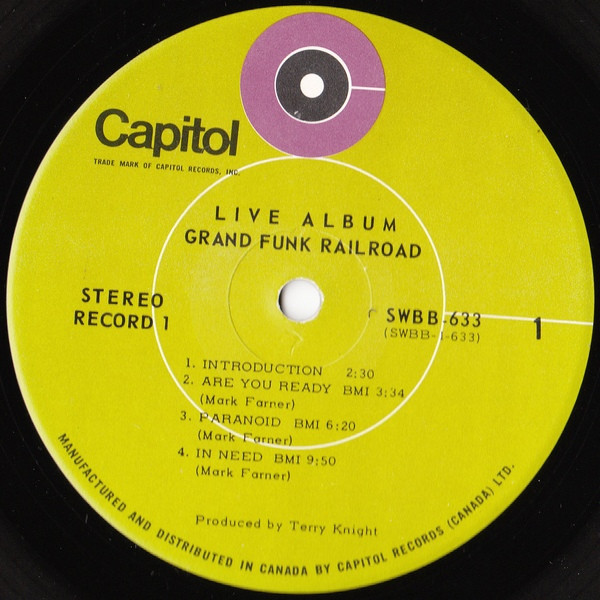 Capitol
TRADE MARK OF CAPITOL RECORDS, INC.
LIVE ALBUM
GRAND FUNK RAILROAD
STEREO
RECORD 1
SWBB-633
(SWBB-1-633)
1
1. INTRODUCTION 2:30
2. ARE YOU READY BMI 3:34
(Mark Farner)
3. PARANOID BMI 6:20
(Mark Farner)
4. IN NEED BMI 9:50
(Mark Farner)
Produced by Terry Knight
MANUFACTURED AND DISTRIBUTED IN CANADA BY CAPITOL RECORDS (CANADA) LTD.